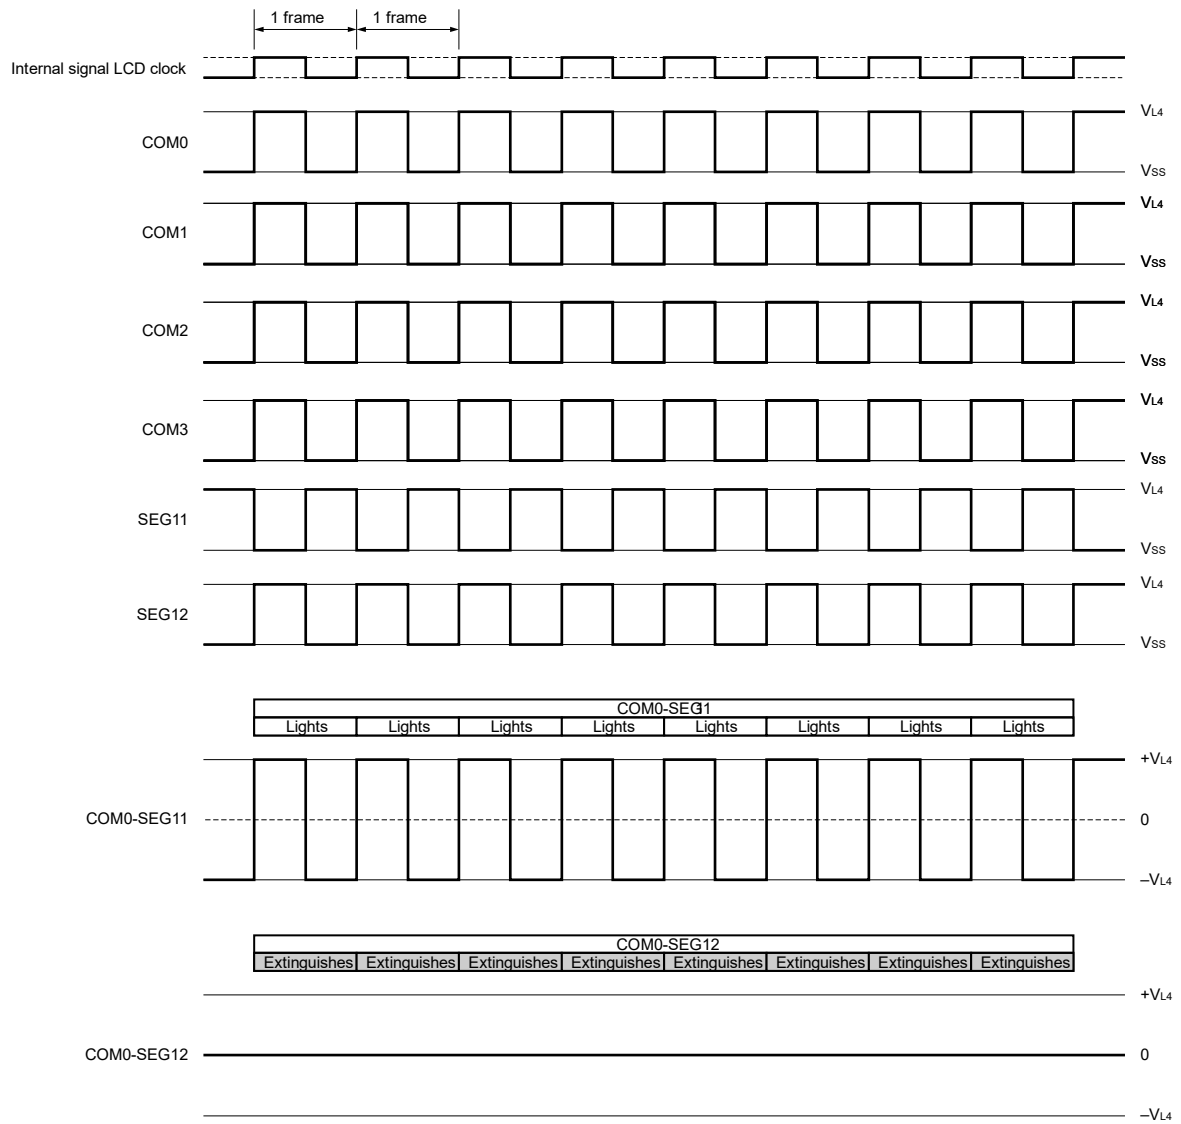 1 frame 1 frame
Internal signal LCD clock
VL4
COM0
VSS
VL4
COM1
VSS
VL4
COM2
VSS
VL4
COM3
VSS
VL4
SEG11
VSS
VL4
SEG12
VSS
COM0-SEG11
Lights Lights Lights Lights Lights Lights Lights Lights
+VL4
COM0-SEG11 0
–VL4
COM0-SEG12
Extinguishes Extinguishes Extinguishes Extinguishes Extinguishes Extinguishes Extinguishes Extinguishes
+VL4
COM0-SEG12 0
–VL4